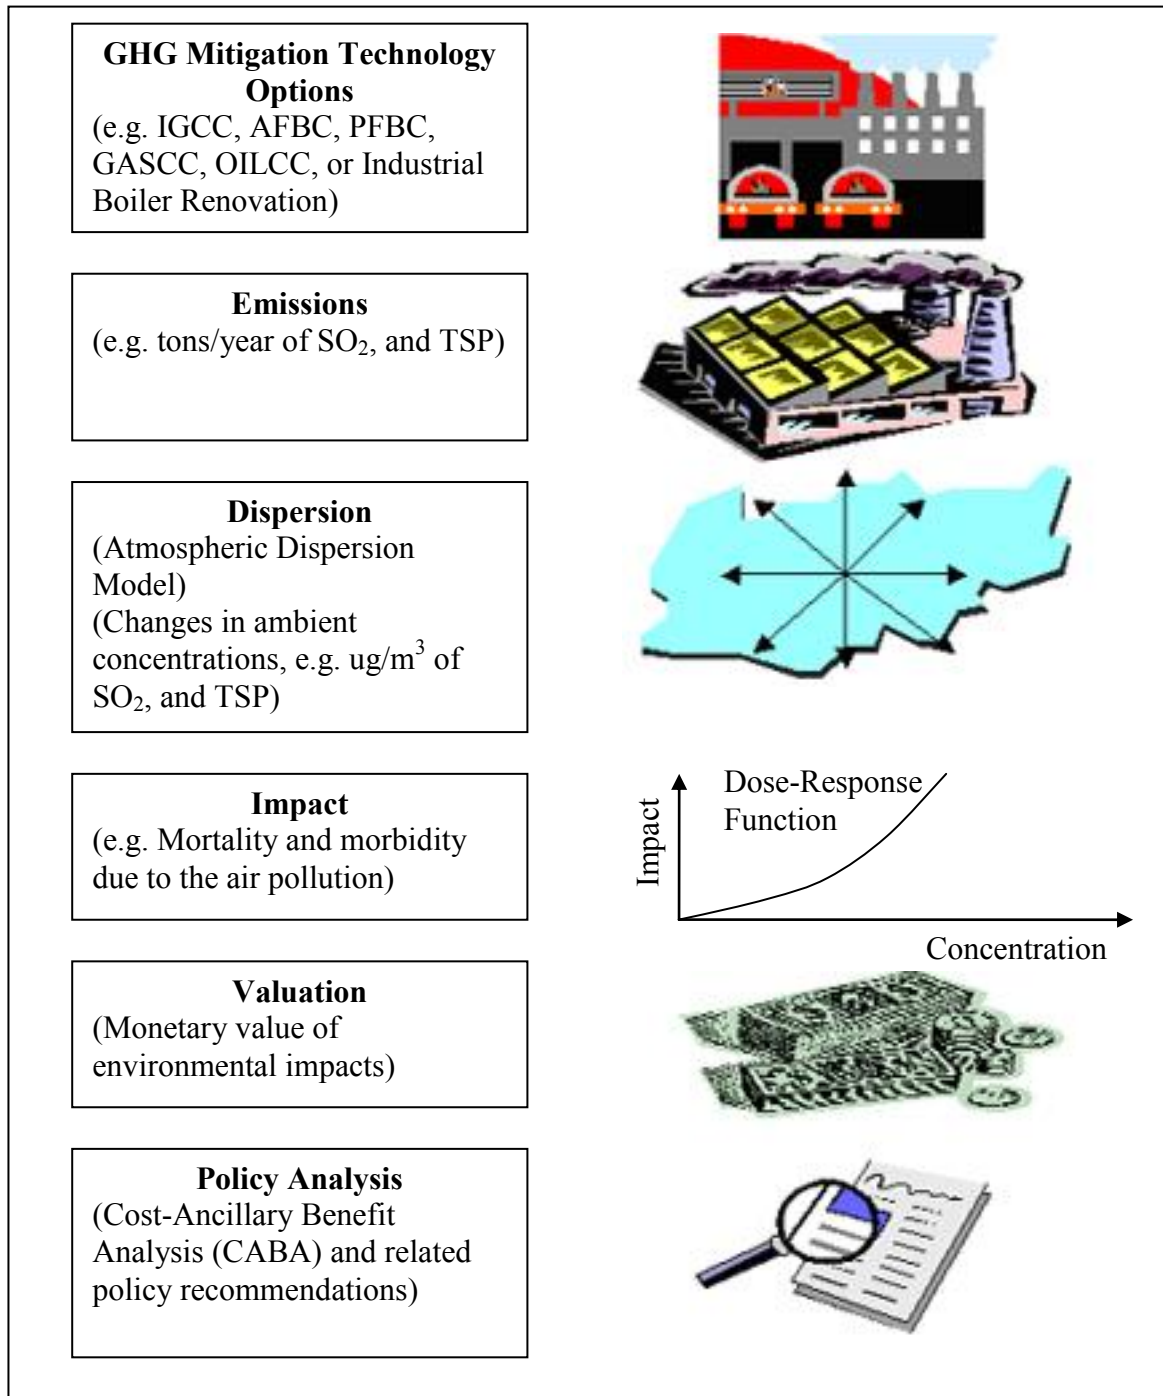 GHG Mitigation Technology
Options
(e.g. IGCC, AFBC, PFBC,
GASCC, OILCC, or Industrial
Boiler Renovation)
Emissions
(e.g. tons/year of SO₂, and TSP)
Dispersion
(Atmospheric Dispersion
Model)
(Changes in ambient
concentrations, e.g. ug/m³ of
SO₂, and TSP)
Impact
(e.g. Mortality and morbidity
due to the air pollution)
Impact
Dose-Response
Function
Concentration
Valuation
(Monetary value of
environmental impacts)
Policy Analysis
(Cost-Ancillary Benefit
Analysis (CABA) and related
policy recommendations)